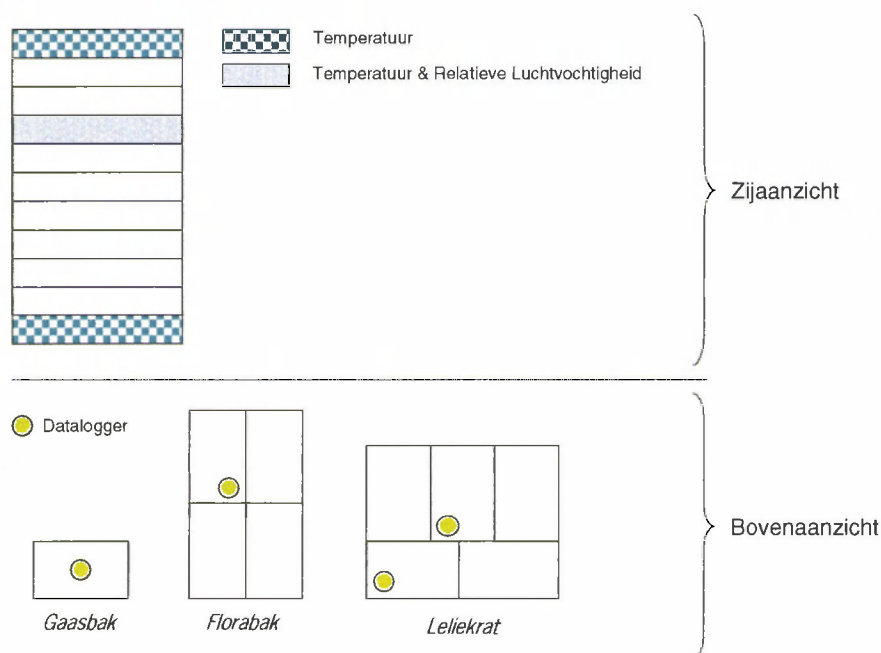 Temperatuur
Temperatuur & Relatieve Luchtvochtigheid
Zijaanzicht
Datalogger
Bovenaanzicht
Gaasbak
Florabak
Leliekrat